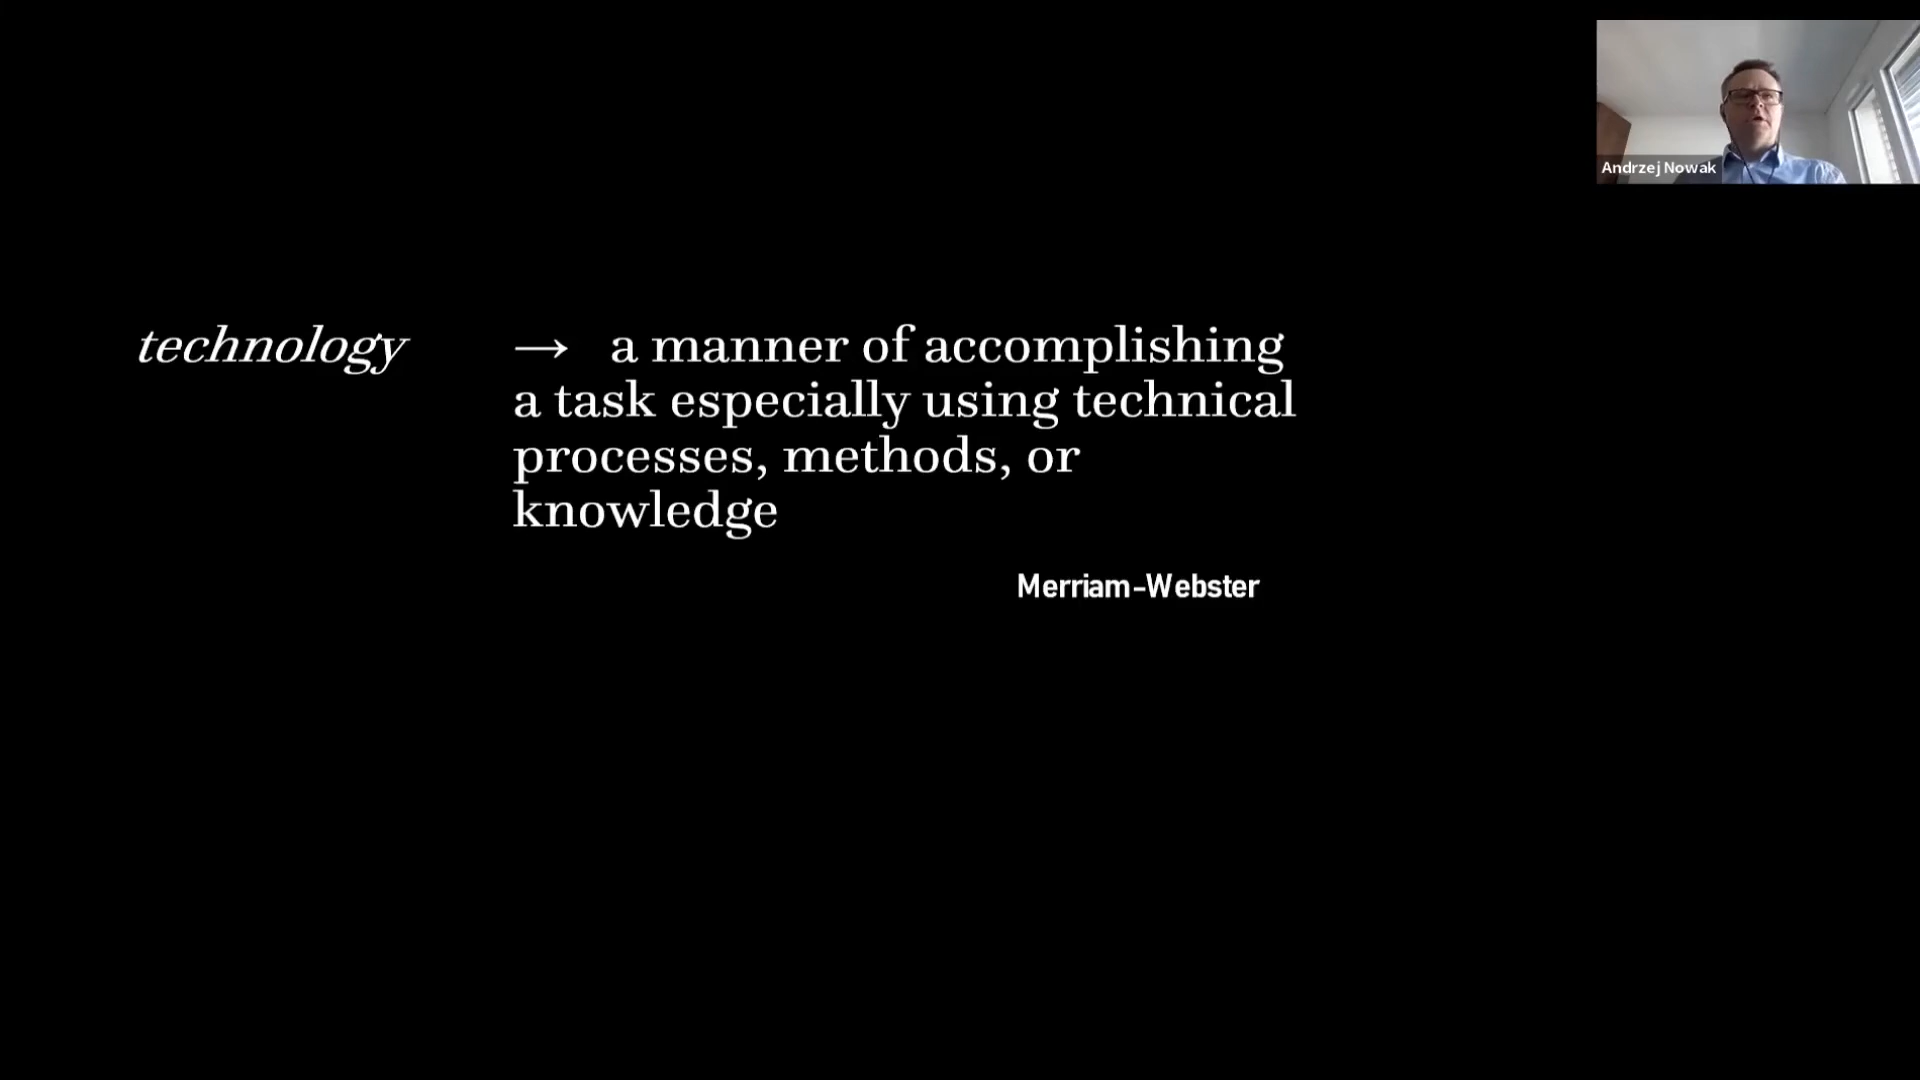 Andrzej Nowak
technology → a manner of accomplishing
a task especially using technical
processes, methods, or
knowledge
Merriam-Webster